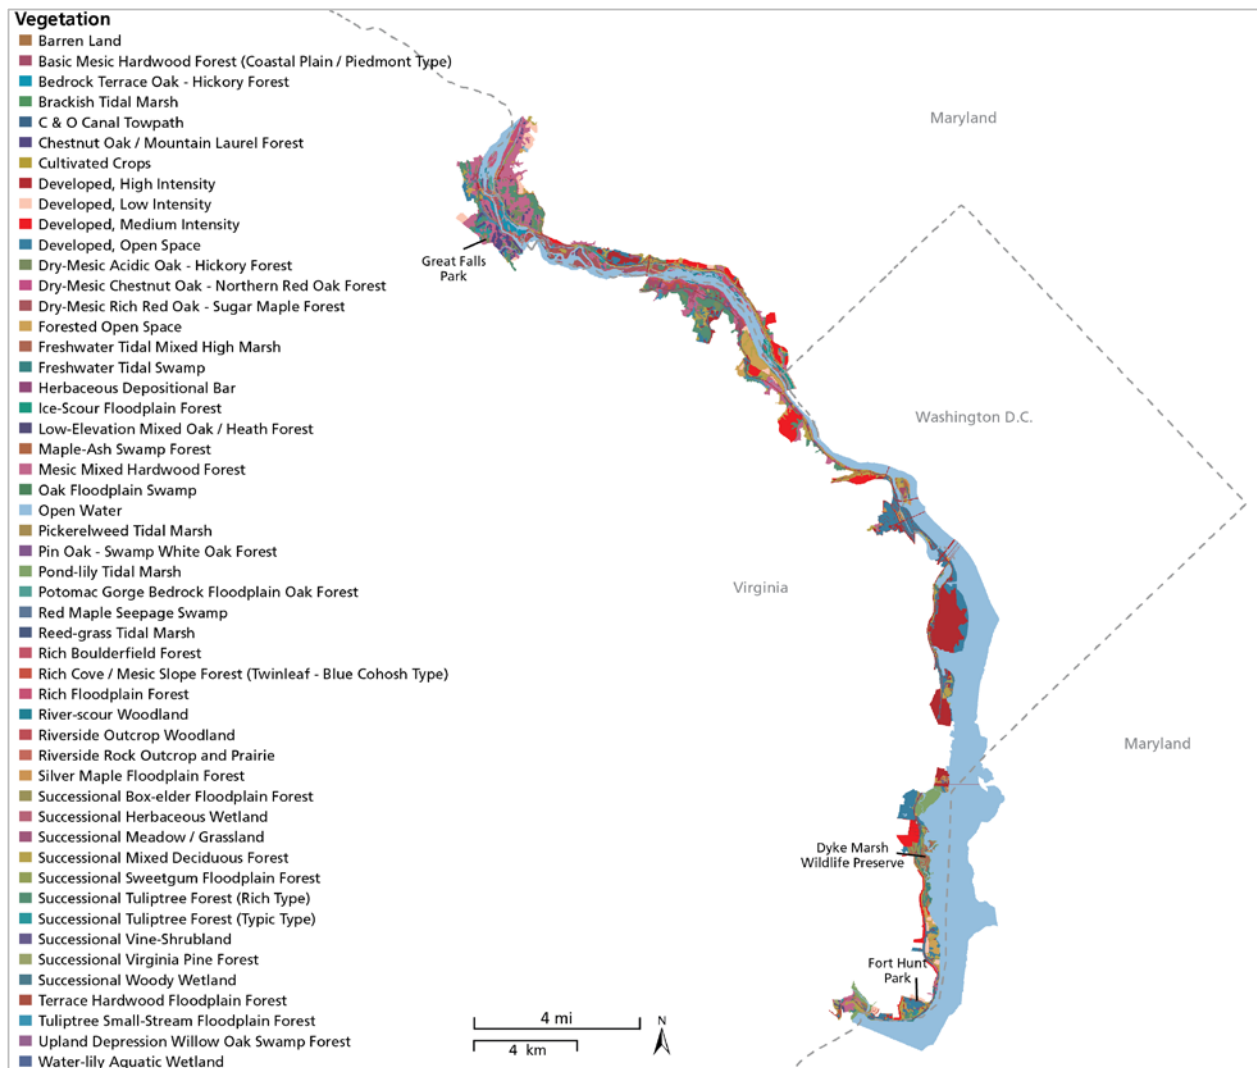 Vegetation
Barren Land
Basic Mesic Hardwood Forest (Coastal Plain / Piedmont Type)
Bedrock Terrace Oak - Hickory Forest
Brackish Tidal Marsh
C & O Canal Towpath
Chestnut Oak / Mountain Laurel Forest
Cultivated Crops
Developed, High Intensity
Developed, Low Intensity
Developed, Medium Intensity
Developed, Open Space
Dry-Mesic Acidic Oak - Hickory Forest
Dry-Mesic Chestnut Oak - Northern Red Oak Forest
Dry-Mesic Rich Red Oak - Sugar Maple Forest
Forested Open Space
Freshwater Tidal Mixed High Marsh
Freshwater Tidal Swamp
Herbaceous Depositional Bar
Ice-Scour Floodplain Forest
Low-Elevation Mixed Oak / Heath Forest
Maple-Ash Swamp Forest
Mesic Mixed Hardwood Forest
Oak Floodplain Swamp
Open Water
Pickerelweed Tidal Marsh
Pin Oak - Swamp White Oak Forest
Pond-lily Tidal Marsh
Potomac Gorge Bedrock Floodplain Oak Forest
Red Maple Seepage Swamp
Reed-grass Tidal Marsh
Rich Boulderfield Forest
Rich Cove / Mesic Slope Forest (Twinleaf - Blue Cohosh Type)
Rich Floodplain Forest
River-scour Woodland
Riverside Outcrop Woodland
Riverside Rock Outcrop and Prairie
Silver Maple Floodplain Forest
Successional Box-elder Floodplain Forest
Successional Herbaceous Wetland
Successional Meadow / Grassland
Successional Mixed Deciduous Forest
Successional Sweetgum Floodplain Forest
Successional Tuliptree Forest (Rich Type)
Successional Tuliptree Forest (Typic Type)
Successional Vine-Shrubland
Successional Virginia Pine Forest
Successional Woody Wetland
Terrace Hardwood Floodplain Forest
Tuliptree Small-Stream Floodplain Forest
Upland Depression Willow Oak Swamp Forest
Water-lily Aquatic Wetland
Maryland
Great Falls
Park
Washington D.C.
Virginia
Maryland
Dyke Marsh
Wildlife Preserve
Fort Hunt
Park
4 mi
4 km
N